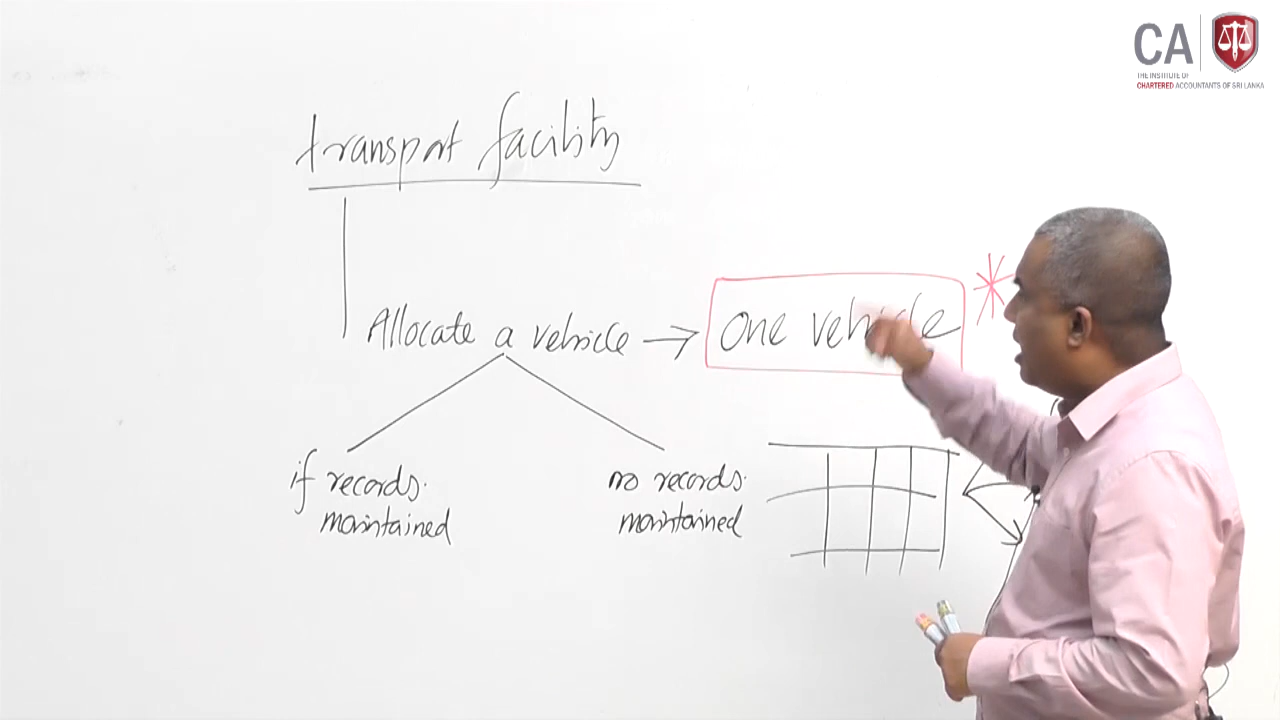 CA
THE INSTITUTE OF
CHARTERED ACCOUNTANTS OF SRI LANKA
transport facility
Allocate a vehicle → One vehicle *
if records maintained
no records maintained